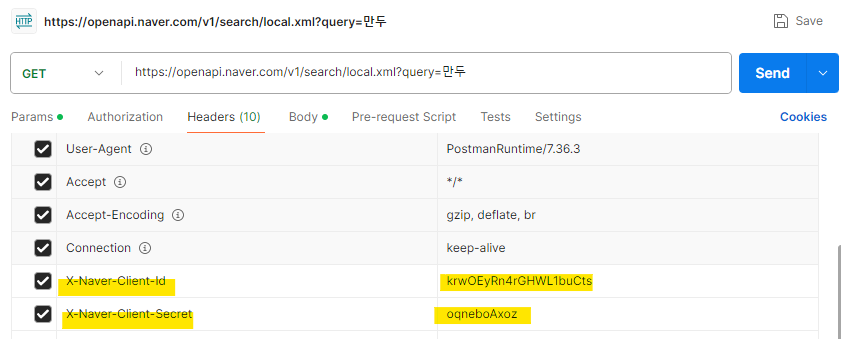 HTTP https://openapi.naver.com/v1/search/local.xml?query=만두 Save
GET https://openapi.naver.com/v1/search/local.xml?query=만두 Send
Params Authorization Headers (10) Body Pre-request Script Tests Settings Cookies
User-Agent PostmanRuntime/7.36.3
Accept */*
Accept-Encoding gzip, deflate, br
Connection keep-alive
X-Naver-Client-Id krwOEyRn4rGHWL1buCts
X-Naver-Client-Secret oqneboAxoz